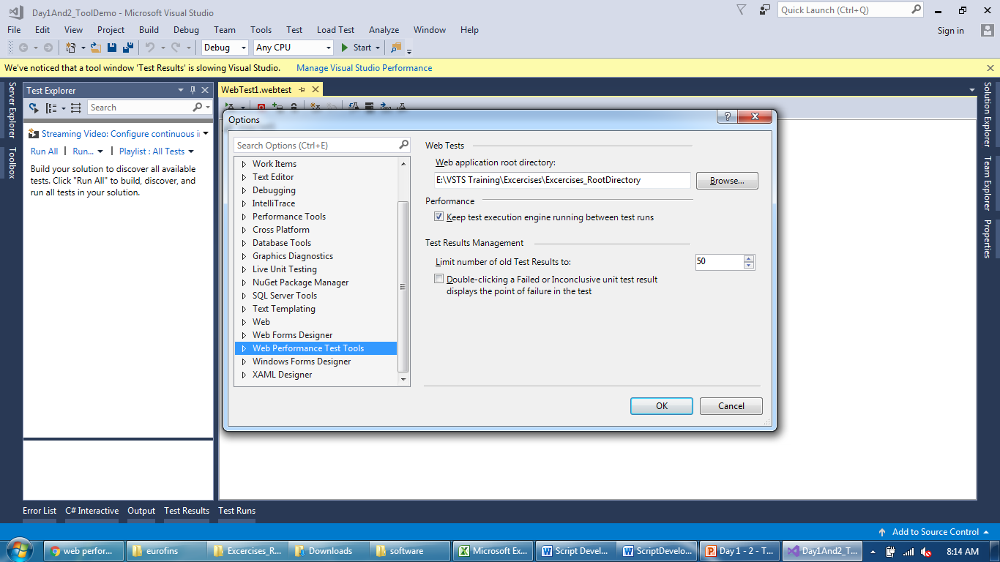 Day1And2_ToolDemo - Microsoft Visual Studio
Quick Launch (Ctrl+Q)
File Edit View Project Build Debug Team Tools Test Load Test Analyze Window Help
Sign in
Debug Any CPU Start
We've noticed that a tool window 'Test Results' is slowing Visual Studio. Manage Visual Studio Performance
Server Explorer
Toolbox
Test Explorer
Search
Streaming Video: Configure continuous i
Run All | Run... | Playlist : All Tests
Build your solution to discover all available
tests. Click "Run All" to build, discover, and
run all tests in your solution.
WebTest1.webtest
Options
?
Search Options (Ctrl+E)
Work Items
Text Editor
Debugging
IntelliTrace
Performance Tools
Cross Platform
Database Tools
Graphics Diagnostics
Live Unit Testing
NuGet Package Manager
SQL Server Tools
Text Templating
Web
Web Forms Designer
Web Performance Test Tools
Windows Forms Designer
XAML Designer
Web Tests
Web application root directory:
E:\VSTS Training\Excercises\Excercises_RootDirectory
Browse...
Performance
Keep test execution engine running between test runs
Test Results Management
Limit number of old Test Results to:
50
Double-clicking a Failed or Inconclusive unit test result
displays the point of failure in the test
OK Cancel
Solution Explorer
Team Explorer
Properties
Error List C# Interactive Output Test Results Test Runs
Add to Source Control
web perfor... eurofins Excercises_R... Downloads software Microsoft Ex... Script Devel... ScriptDevelo... Day 1 - 2 - T... Day1And2_T...
8:14 AM